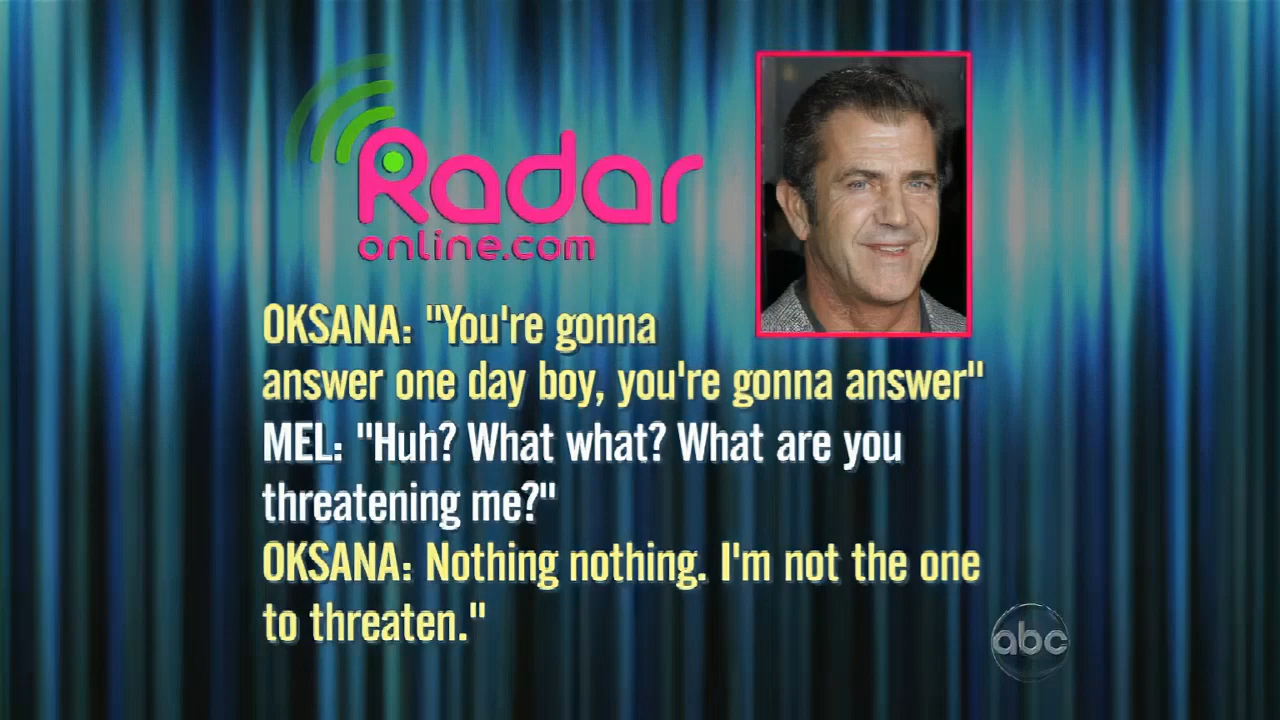 Radar
online.com
OKSANA: "You're gonna
answer one day boy, you're gonna answer"
MEL: "Huh? What what? What are you
threatening me?"
OKSANA: Nothing nothing. I'm not the one
to threaten."
abc